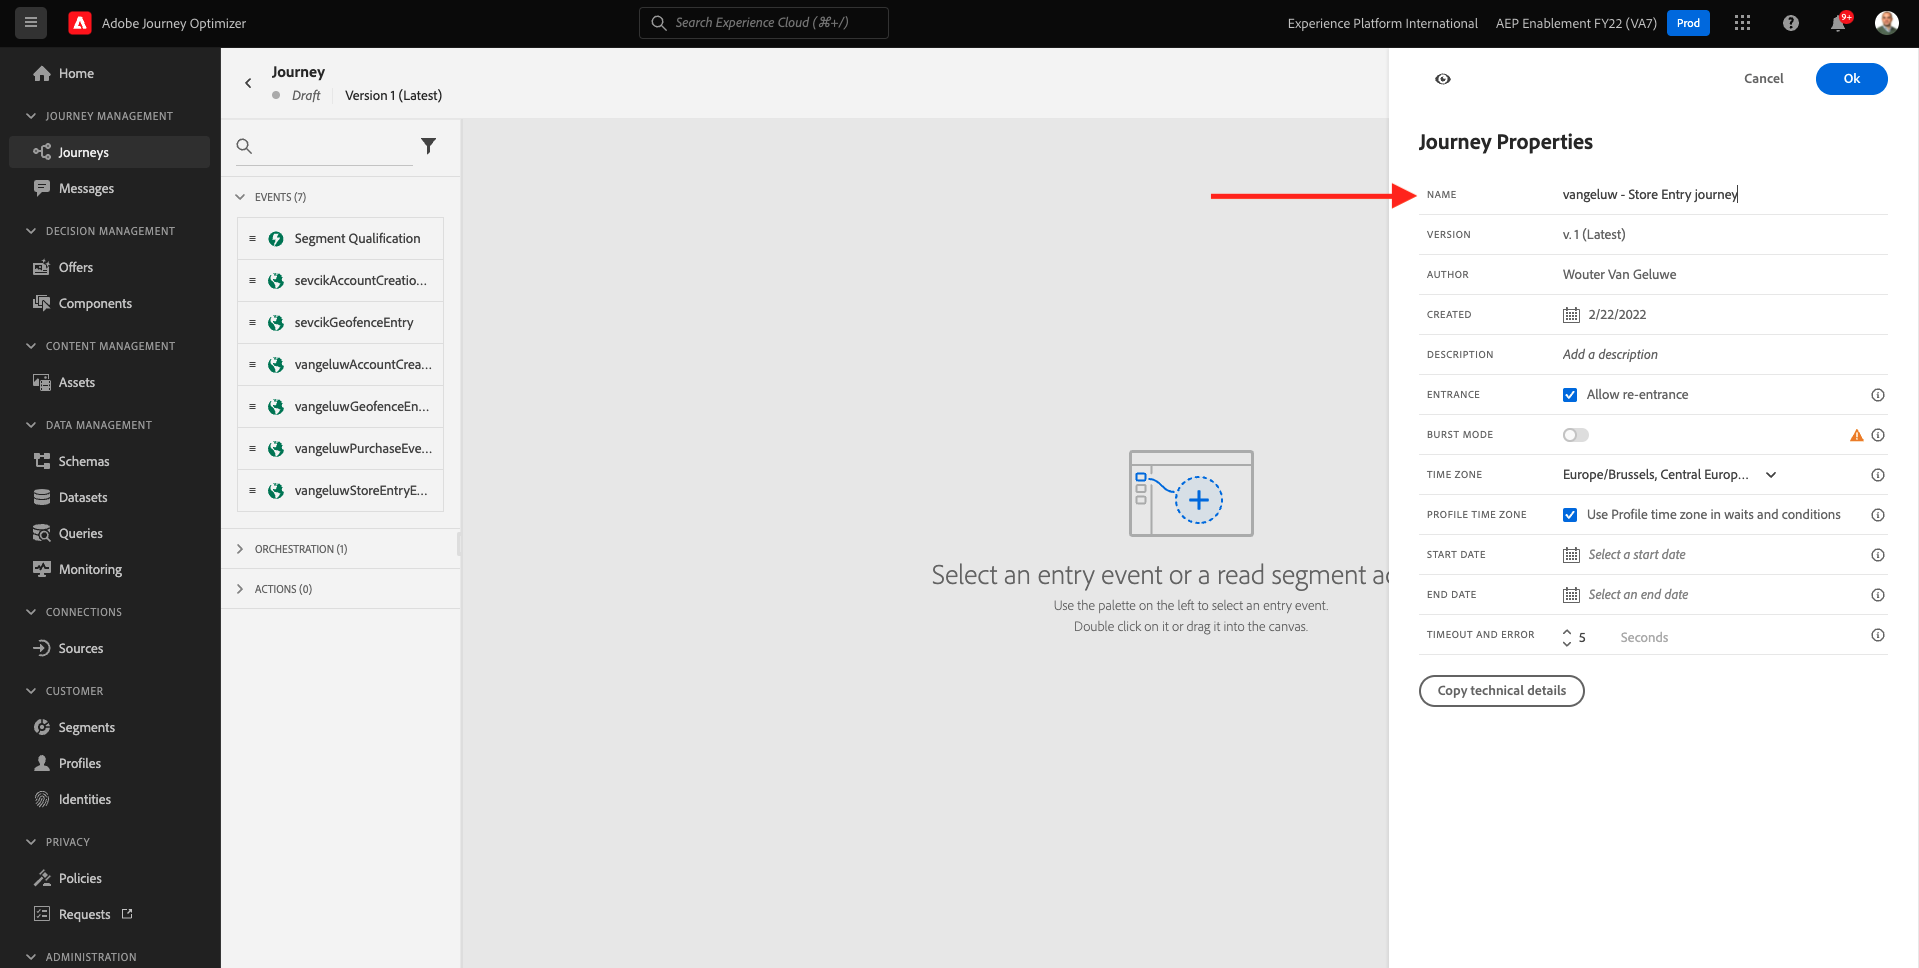 Adobe Journey Optimizer
Search Experience Cloud (⌘+/)
Experience Platform International
AEP Enablement FY22 (VA7)
Prod
9+
Home
JOURNEY MANAGEMENT
Journeys
Messages
DECISION MANAGEMENT
Offers
Components
CONTENT MANAGEMENT
Assets
DATA MANAGEMENT
Schemas
Datasets
Queries
Monitoring
CONNECTIONS
Sources
CUSTOMER
Segments
Profiles
Identities
PRIVACY
Policies
Requests
ADMINISTRATION
Journey
Draft
Version 1 (Latest)
EVENTS (7)
Segment Qualification
sevcikAccountCreatio...
sevcikGeofenceEntry
vangeluwAccountCrea...
vangeluwGeofenceEn...
vangeluwPurchaseEve...
vangeluwStoreEntryE...
ORCHESTRATION (1)
ACTIONS (0)
Select an entry event or a read segment ac
Use the palette on the left to select an entry event.
Double click on it or drag it into the canvas.
Cancel
Ok
Journey Properties
NAME vangeluw - Store Entry journey
VERSION v. 1 (Latest)
AUTHOR Wouter Van Geluwe
CREATED 2/22/2022
DESCRIPTION Add a description
ENTRANCE Allow re-entrance
BURST MODE
TIME ZONE Europe/Brussels, Central Europ...
PROFILE TIME ZONE Use Profile time zone in waits and conditions
START DATE Select a start date
END DATE Select an end date
TIMEOUT AND ERROR 5 Seconds
Copy technical details